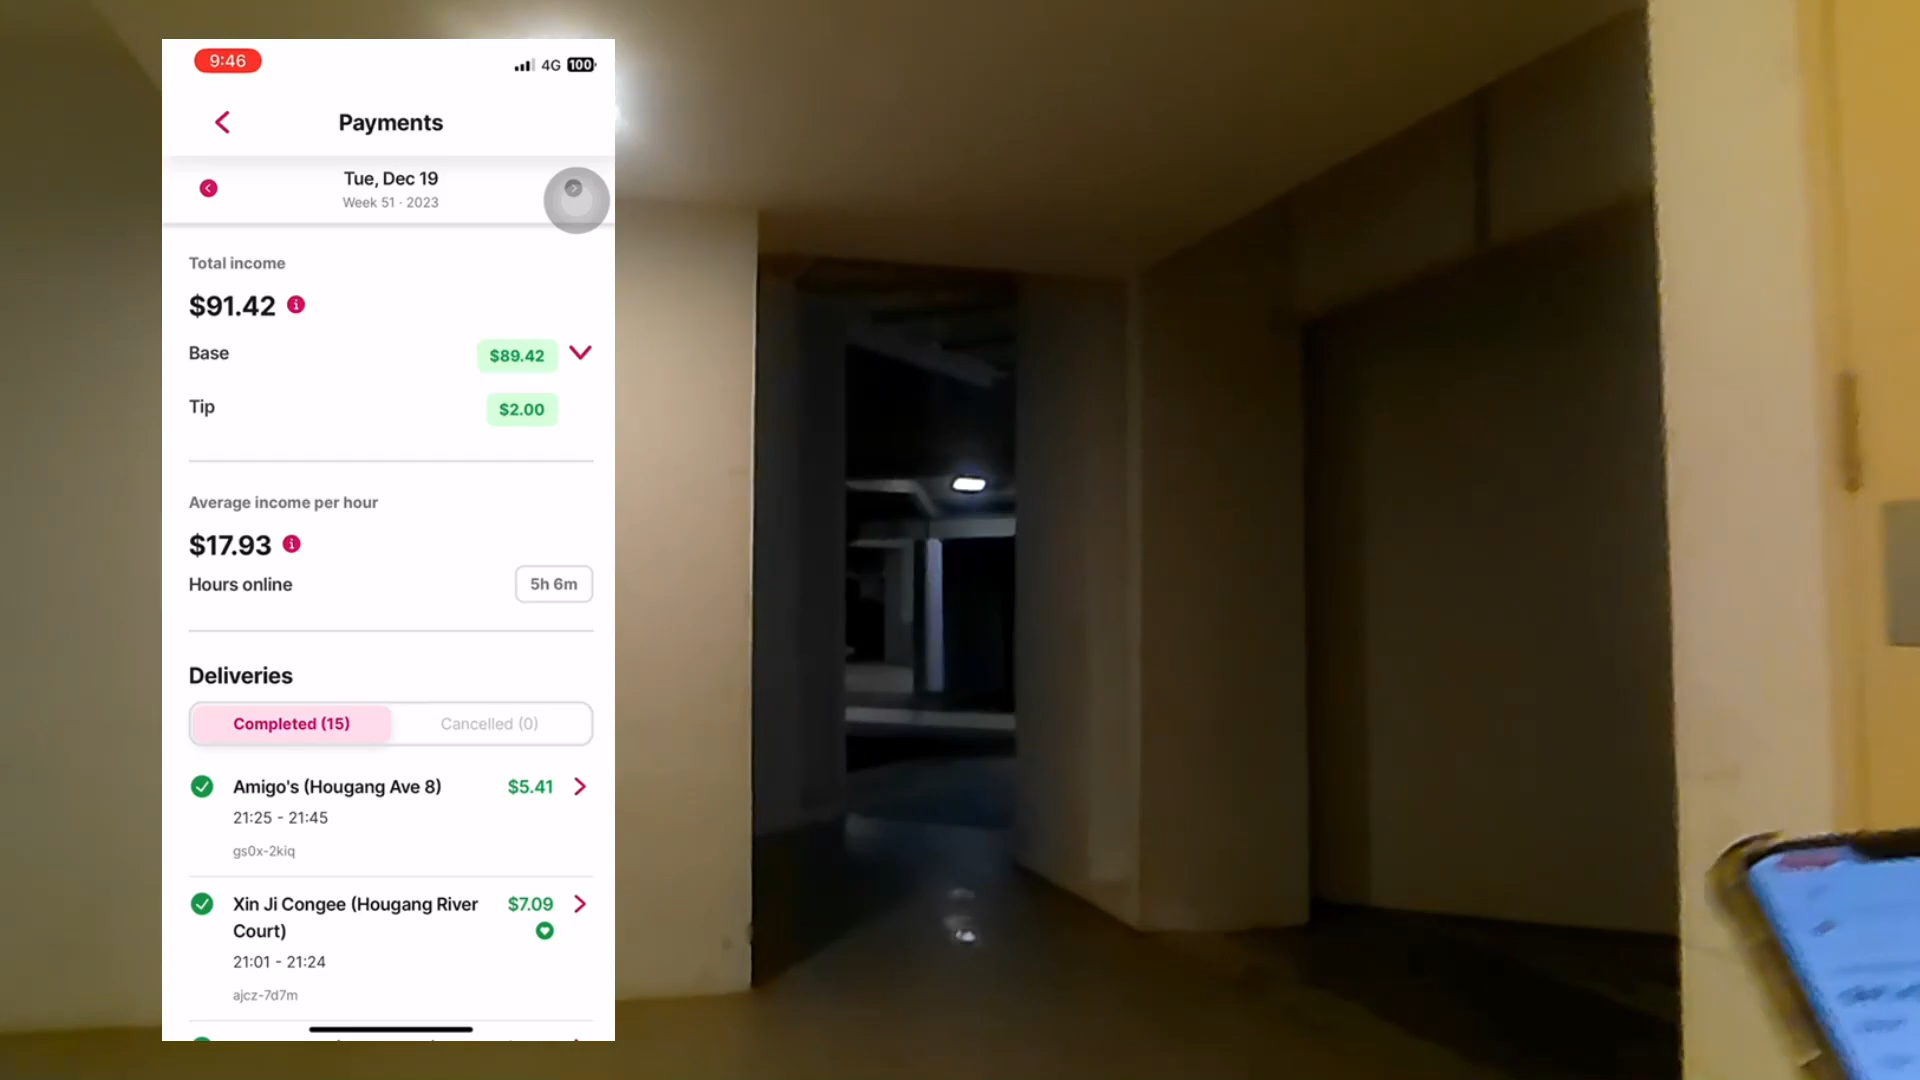 9:46
4G 100
Payments
Tue, Dec 19
Week 51 · 2023
Total income
$91.42
Base $89.42
Tip $2.00
Average income per hour
$17.93
Hours online 5h 6m
Deliveries
Completed (15) Cancelled (0)
Amigo's (Hougang Ave 8) $5.41
21:25 - 21:45
gs0x-2kiq
Xin Ji Congee (Hougang River $7.09
Court)
21:01 - 21:24
ajcz-7d7m